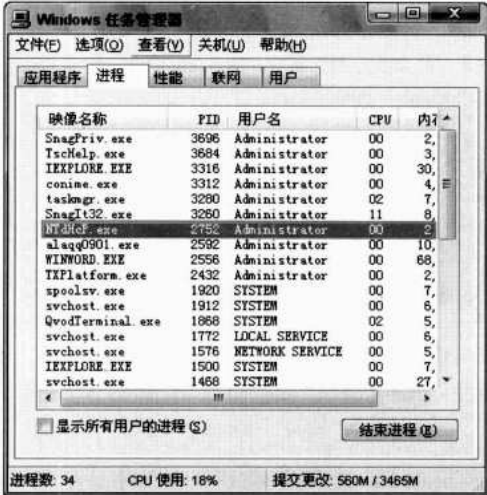 Windows 任务管理器
文件(F) 选项(O) 查看(V) 关机(U) 帮助(H)
应用程序 进程 性能 联网 用户
映像名称 PID 用户名 CPU 内存
SnagPriv.exe 3696 Administrator 00 2,
TscHelp.exe 3684 Administrator 00 3,
IEXPLORE.EXE 3316 Administrator 00 30,
conime.exe 3312 Administrator 00 4,
taskmgr.exe 3280 Administrator 02 7,
SnagIt32.exe 3260 Administrator 11 8,
NTdHcP.exe 2752 Administrator 00 2
alaqq0901.exe 2592 Administrator 00 10,
WINWORD.EXE 2556 Administrator 00 68,
TXPlatform.exe 2432 Administrator 00 2,
spoolsv.exe 1920 SYSTEM 00 7,
svchost.exe 1912 SYSTEM 00 6,
QvodTerminal.exe 1868 SYSTEM 02 5,
svchost.exe 1772 LOCAL SERVICE 00 6,
svchost.exe 1576 NETWORK SERVICE 00 5,
IEXPLORE.EXE 1500 SYSTEM 00 7,
svchost.exe 1468 SYSTEM 00 27,
显示所有用户的进程(S) 结束进程(E)
进程数: 34 CPU 使用: 18% 提交更改: 560M / 3465M